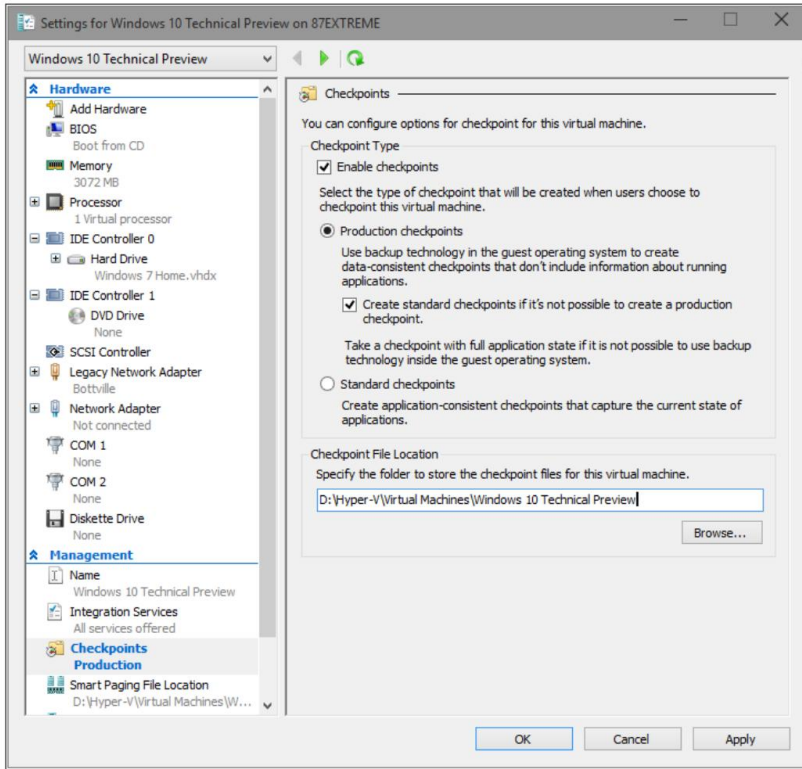 Settings for Windows 10 Technical Preview on 87EXTREME
Windows 10 Technical Preview
Hardware
Add Hardware
BIOS
Boot from CD
Memory
3072 MB
Processor
1 Virtual processor
IDE Controller 0
Hard Drive
Windows 7 Home.vhdx
IDE Controller 1
DVD Drive
None
SCSI Controller
Legacy Network Adapter
Bottville
Network Adapter
Not connected
COM 1
None
COM 2
None
Diskette Drive
None
Management
Name
Windows 10 Technical Preview
Integration Services
All services offered
Checkpoints
Production
Smart Paging File Location
D:\Hyper-V\Virtual Machines\W...
Checkpoints
You can configure options for checkpoint for this virtual machine.
Checkpoint Type
Enable checkpoints
Select the type of checkpoint that will be created when users choose to
checkpoint this virtual machine.
Production checkpoints
Use backup technology in the guest operating system to create
data-consistent checkpoints that don't include information about running
applications.
Create standard checkpoints if it's not possible to create a production
checkpoint.
Take a checkpoint with full application state if it is not possible to use backup
technology inside the guest operating system.
Standard checkpoints
Create application-consistent checkpoints that capture the current state of
applications.
Checkpoint File Location
Specify the folder to store the checkpoint files for this virtual machine.
D:\Hyper-V\Virtual Machines\Windows 10 Technical Preview
Browse...
OK
Cancel
Apply